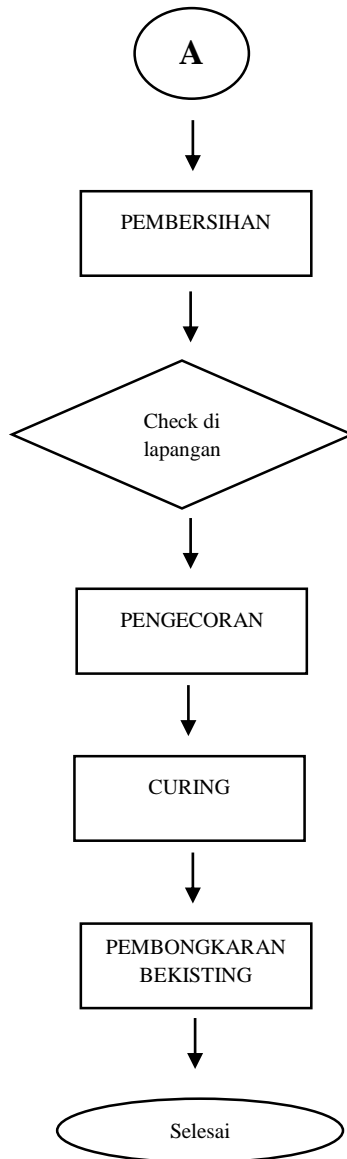 A
PEMBERSIHAN
Check di
lapangan
PENGECORAN
CURING
PEMBONGKARAN
BEKISTING
Selesai